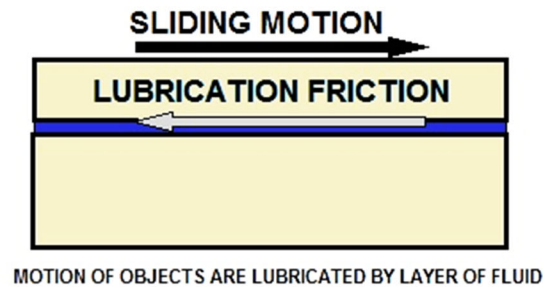 SLIDING MOTION
LUBRICATION FRICTION
MOTION OF OBJECTS ARE LUBRICATED BY LAYER OF FLUID